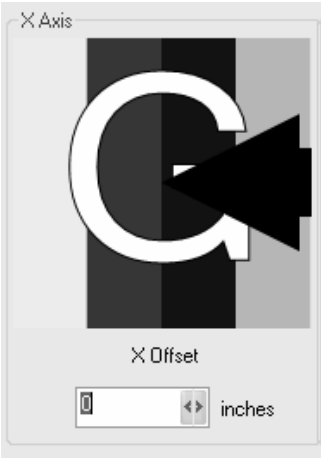 X Axis
G
X Offset
0 inches